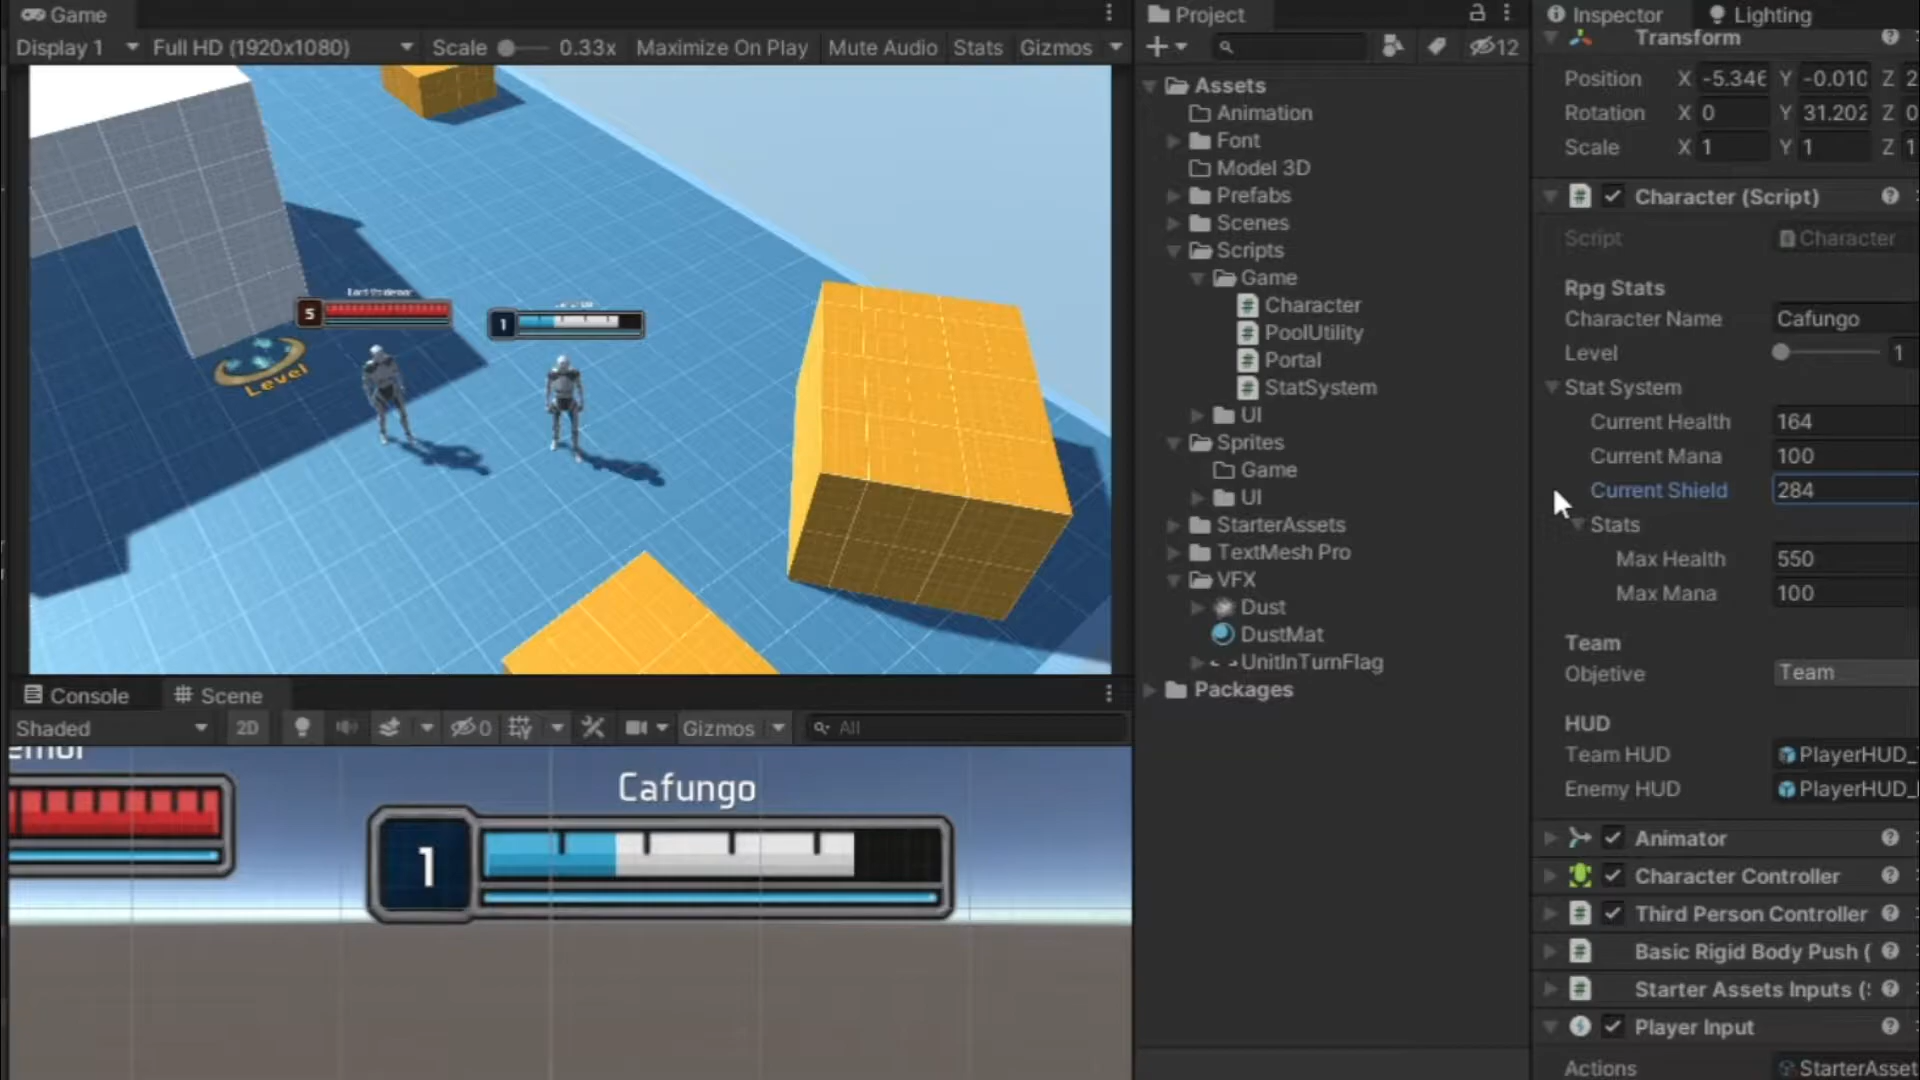 Game
Display 1 Full HD (1920x1080) Scale 0.33x Maximize On Play Mute Audio Stats Gizmos
5
1
Level
Console Scene
Shaded 2D 0 Gizmos All
emor
Cafungo
1
Project
12
Assets
Animation
Font
Model 3D
Prefabs
Scenes
Scripts
Game
Character
PoolUtility
Portal
StatSystem
UI
Sprites
Game
UI
StarterAssets
TextMesh Pro
VFX
Dust
DustMat
UnitInTurnFlag
Packages
Inspector Lighting
Transform
Position X -5.346 Y -0.010 Z 2
Rotation X 0 Y 31.202 Z 0
Scale X 1 Y 1 Z 1
Character (Script)
Script Character
Rpg Stats
Character Name Cafungo
Level 1
Stat System
Current Health 164
Current Mana 100
Current Shield 284
Stats
Max Health 550
Max Mana 100
Team
Objetive Team
HUD
Team HUD PlayerHUD_
Enemy HUD PlayerHUD_
Animator
Character Controller
Third Person Controller
Basic Rigid Body Push (
Starter Assets Inputs (
Player Input
Actions StarterAsset